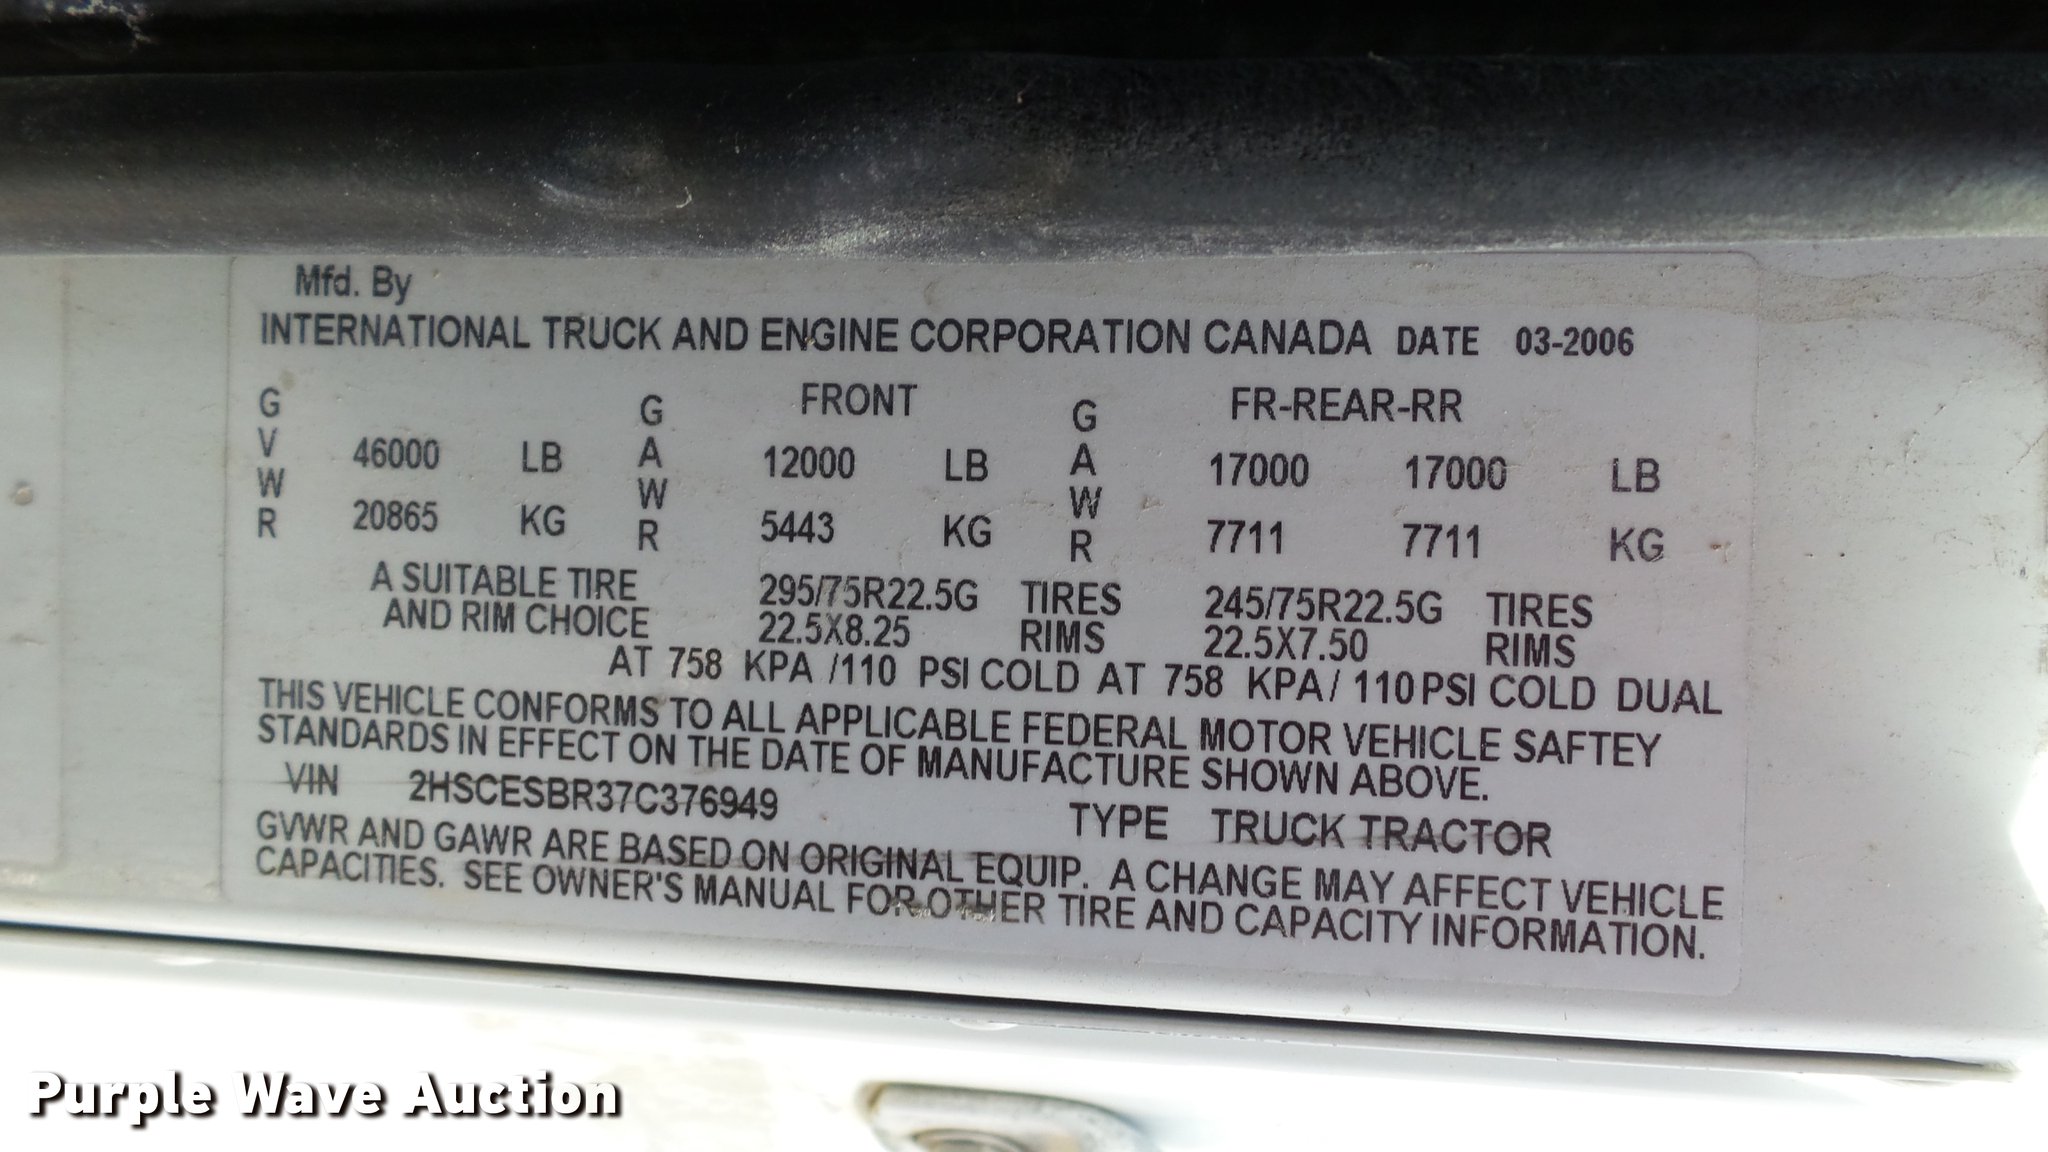 Mfd. By
INTERNATIONAL TRUCK AND ENGINE CORPORATION CANADA DATE 03-2006
GVWR 46000 LB GAWR FRONT 12000 LB GAWR FR-REAR-RR 17000 17000 LB
20865 KG 5443 KG 7711 7711 KG
A SUITABLE TIRE 295/75R22.5G TIRES 245/75R22.5G TIRES
AND RIM CHOICE 22.5X8.25 RIMS 22.5X7.50 RIMS
AT 758 KPA /110 PSI COLD AT 758 KPA/ 110PSI COLD DUAL
THIS VEHICLE CONFORMS TO ALL APPLICABLE FEDERAL MOTOR VEHICLE SAFTEY
STANDARDS IN EFFECT ON THE DATE OF MANUFACTURE SHOWN ABOVE.
VIN 2HSCESBR37C376949 TYPE TRUCK TRACTOR
GVWR AND GAWR ARE BASED ON ORIGINAL EQUIP. A CHANGE MAY AFFECT VEHICLE
CAPACITIES. SEE OWNER'S MANUAL FOR OTHER TIRE AND CAPACITY INFORMATION.
Purple Wave Auction